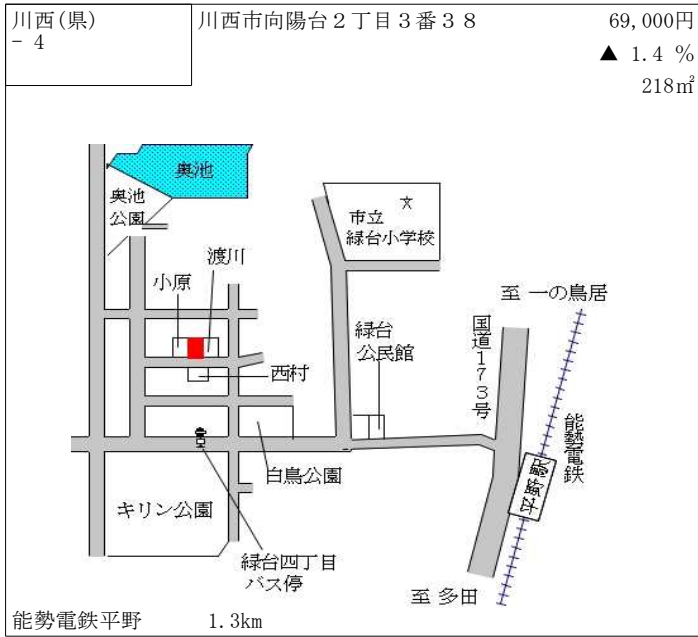 川西(県)
- 4
川西市向陽台２丁目３番３８
69,000円
▲ 1.4 %
218㎡
奥池
奥池
公園
市立
緑台小学校
渡川
小原
至 一の鳥居
緑台
公民館
国道173号
西村
能勢電鉄
白鳥公園
平野駅
キリン公園
緑台四丁目
バス停
至 多田
能勢電鉄平野
1.3km